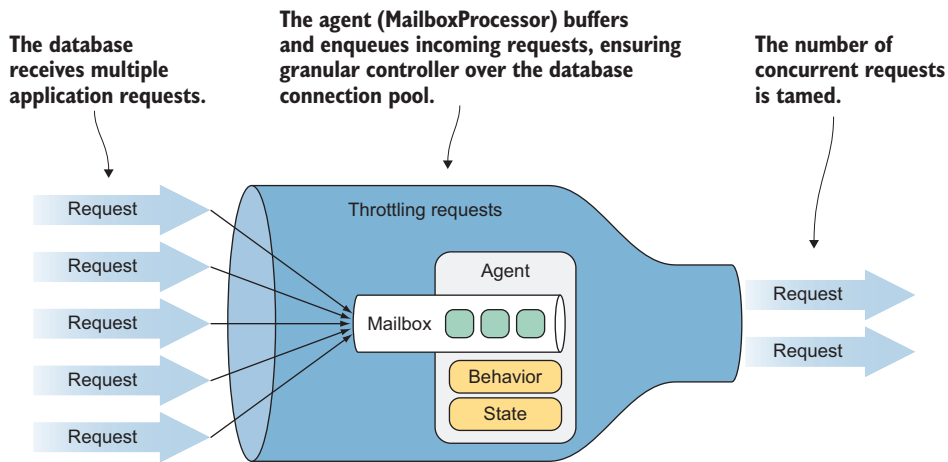 The database
receives multiple
application requests.
The agent (MailboxProcessor) buffers
and enqueues incoming requests, ensuring
granular controller over the database
connection pool.
The number of
concurrent requests
is tamed.
Request
Request
Request
Request
Request
Throttling requests
Agent
Mailbox
Behavior
State
Request
Request